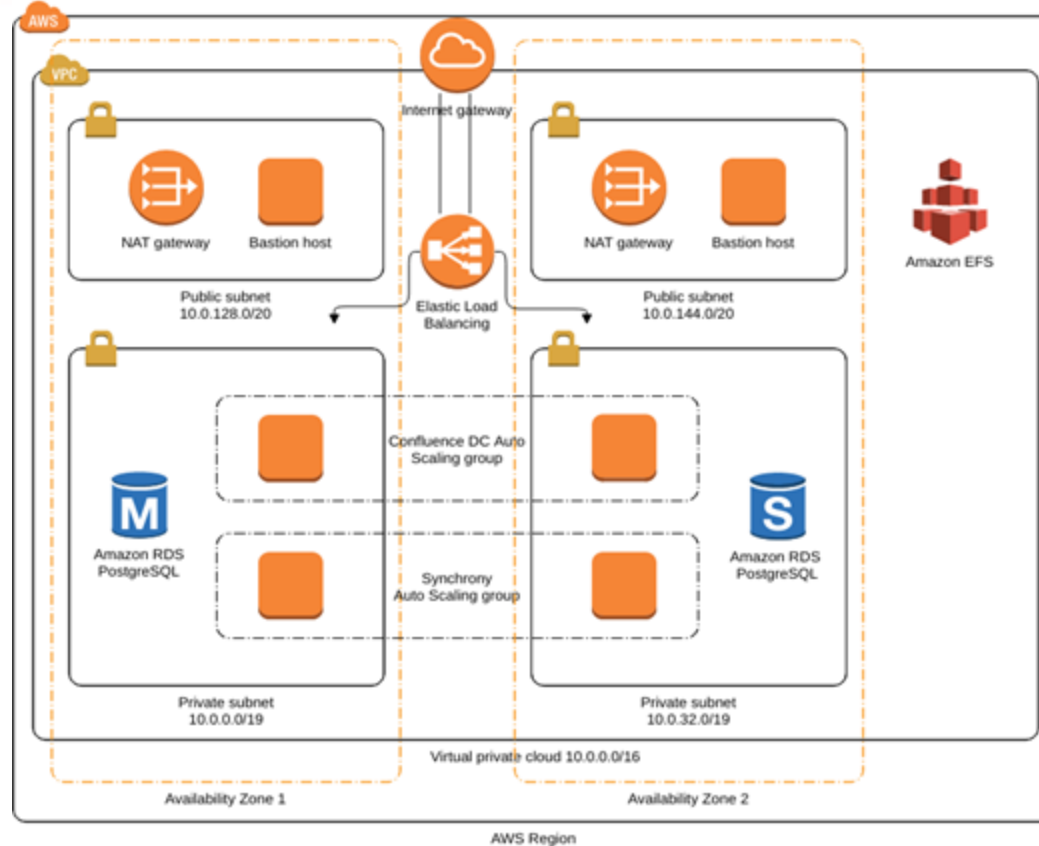 AWS
VPC
Internet gateway
NAT gateway
Bastion host
NAT gateway
Bastion host
Amazon EFS
Public subnet
10.0.128.0/20
Elastic Load
Balancing
Public subnet
10.0.144.0/20
Confluence DC Auto
Scaling group
M
Amazon RDS
PostgreSQL
S
Amazon RDS
PostgreSQL
Synchrony
Auto Scaling group
Private subnet
10.0.0.0/19
Private subnet
10.0.32.0/19
Virtual private cloud 10.0.0.0/16
Availability Zone 1
Availability Zone 2
AWS Region